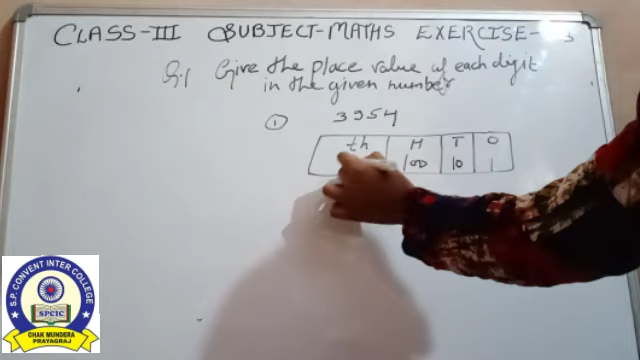 CLASS-III SUBJECT-MATHS EXERCISE-
Q.1 Give the place value of each digit
in the given number
① 3954
th H T O
100 10 1
S.P. CONVENT INTER COLLEGE
SPCIC
CHAK MUNDERA
PRAYAGRAJ